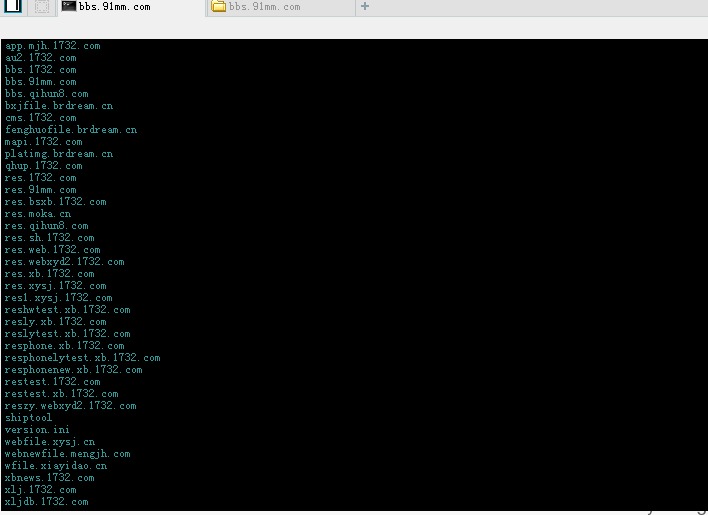 bbs.91mm.com
bbs.91mm.com
app.mjh.1732.com
au2.1732.com
bbs.1732.com
bbs.91mm.com
bbs.qihun8.com
bxjfile.brdream.cn
cms.1732.com
fenghuofile.brdream.cn
mapi.1732.com
platimg.brdream.cn
qhup.1732.com
res.1732.com
res.91mm.com
res.bsxb.1732.com
res.moka.cn
res.qihun8.com
res.sh.1732.com
res.web.1732.com
res.webxyd2.1732.com
res.xb.1732.com
res.xysj.1732.com
res1.xysj.1732.com
reshwtest.xb.1732.com
resly.xb.1732.com
reslytest.xb.1732.com
resphone.xb.1732.com
resphonelytest.xb.1732.com
resphonenew.xb.1732.com
restest.1732.com
restest.xb.1732.com
reszy.webxyd2.1732.com
shiptool
version.ini
webfile.xysj.cn
webnewfile.mengjh.com
wfile.xiayidao.cn
xbnews.1732.com
xlj.1732.com
xljdb.1732.com